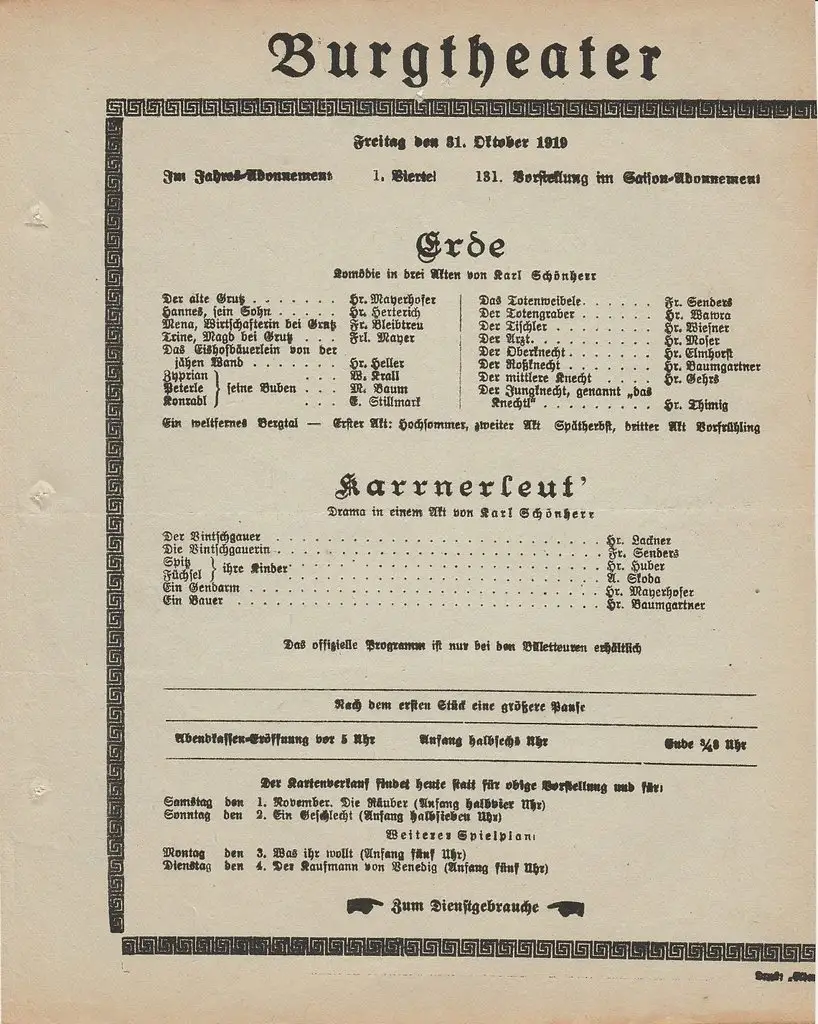 Burgtheater
Freitag den 31. Oktober 1919
Im Jahres-Abonnement 1. Viertel 131. Vorstellung im Saison-Abonnement
Erde
Komödie in drei Akten von Karl Schönherr
Der alte Grutz . . . . . . Hr. Mayerhofer
Hannes, sein Sohn . . . . . Hr. Herterich
Mena, Wirtschafterin bei Grutz Fr. Bleibtreu
Trine, Magd bei Grutz . . . Frl. Mayer
Das Eishofbäuerlein von der
jähen Wand . . . . . . . Hr. Heller
Zyprian . . . W. Krall
Peterle } seine Buben . . . M. Baum
Konradl . . . E. Stillmark
Das Totenweibele . . . . . . Fr. Senders
Der Totengraber . . . . . . Hr. Wawra
Der Tischler . . . . . . . . Hr. Wiesner
Der Arzt . . . . . . . . . Hr. Moser
Der Oberknecht . . . . . . . Hr. Elmhorst
Der Roßknecht . . . . . . . Hr. Baumgartner
Der mittlere Knecht . . . . . Hr. Gehrs
Der Jungknecht, genannt „das
Knechtl“ . . . . . . . . . Hr. Thimig
Ein weltfernes Bergtal — Erster Akt: Hochsommer, zweiter Akt Spätherbst, dritter Akt Vorfrühling
Karrnerleut’
Drama in einem Akt von Karl Schönherr
Der Vintschgauer . . . . . . Hr. Lackner
Die Vintschgauerin . . . . . . Fr. Senders
Spitz } ihre Kinder . . . . . . Hr. Huber
Füchsel . . . . . . A. Skoda
Ein Gendarm . . . . . . Hr. Mayerhofer
Ein Bauer . . . . . . Hr. Baumgartner
Das offizielle Programm ist nur bei den Billetteuren erhältlich
Nach dem ersten Stück eine größere Pause
Abendkassen-Eröffnung vor 5 Uhr Anfang halbsechs Uhr Ende ¾8 Uhr
Der Kartenverkauf findet heute statt für obige Vorstellung und für:
Samstag den 1. November. Die Räuber (Anfang halbvier Uhr)
Sonntag den 2. Ein Geschlecht (Anfang halbsieben Uhr)
Weiterer Spielplan:
Montag den 3. Was ihr wollt (Anfang fünf Uhr)
Dienstag den 4. Der Kaufmann von Venedig (Anfang fünf Uhr)
Zum Dienstgebrauche
Druck: